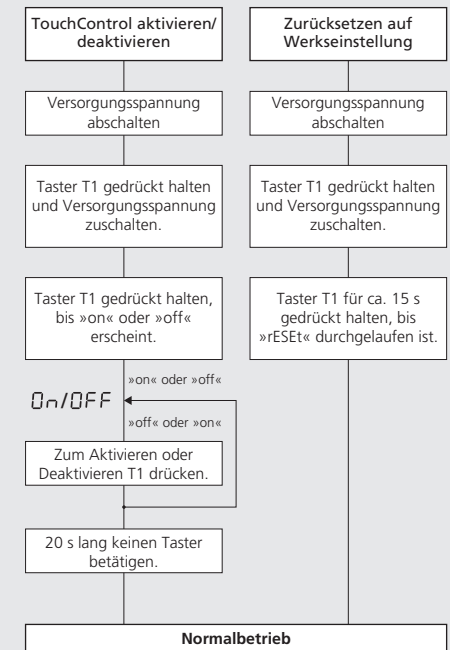 TouchControl aktivieren/
deaktivieren
Versorgungsspannung
abschalten
Taster T1 gedrückt halten
und Versorgungsspannung
zuschalten.
Taster T1 gedrückt halten,
bis »on« oder »off«
erscheint.
»on« oder »off«
On/OFF
»off« oder »on«
Zum Aktivieren oder
Deaktivieren T1 drücken.
20 s lang keinen Taster
betätigen.
Zurücksetzen auf
Werkseinstellung
Versorgungsspannung
abschalten
Taster T1 gedrückt halten
und Versorgungsspannung
zuschalten.
Taster T1 für ca. 15 s
gedrückt halten, bis
»rESEt« durchgelaufen ist.
Normalbetrieb